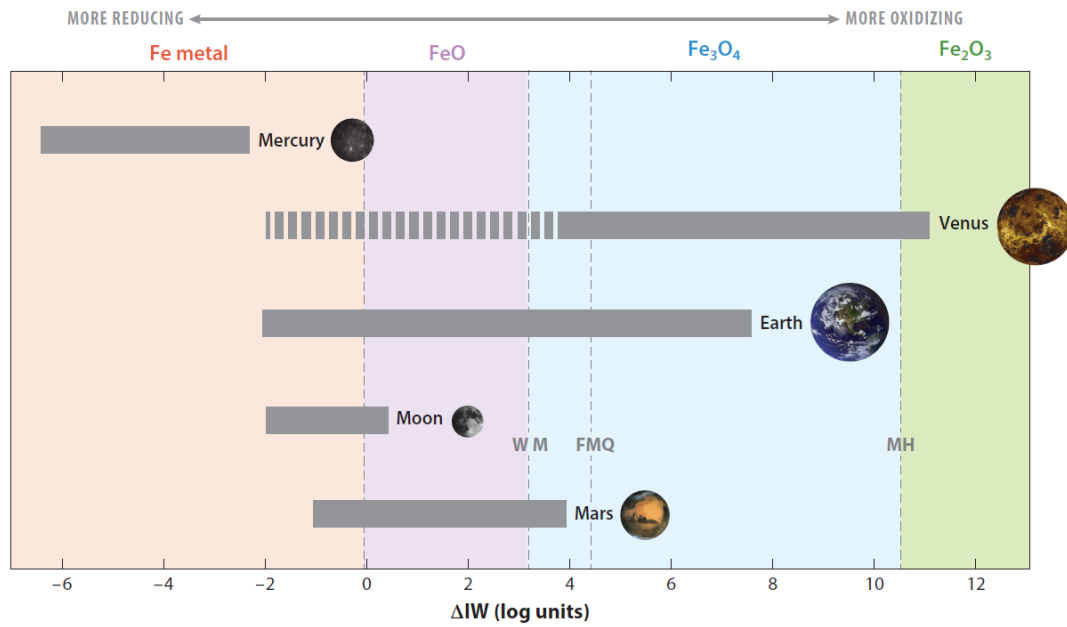 MORE REDUCING MORE OXIDIZING
Fe metal FeO Fe₃O₄ Fe₂O₃
Mercury
Venus
Earth
Moon
W M FMQ MH
Mars
−6 −4 −2 0 2 4 6 8 10 12
ΔIW (log units)